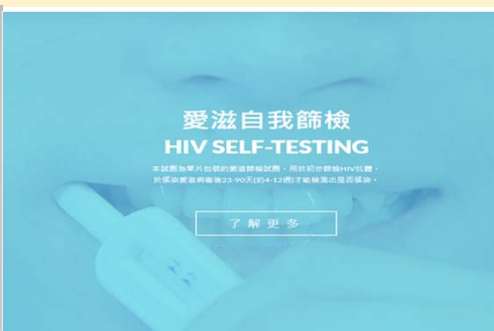 愛滋自我篩檢
HIV SELF-TESTING
本試劑為單片包裝的愛滋篩檢試劑，用於初步篩檢HIV抗體，
於感染愛滋病毒後23-90天(約4-12週)才能檢測出是否感染。
了解更多